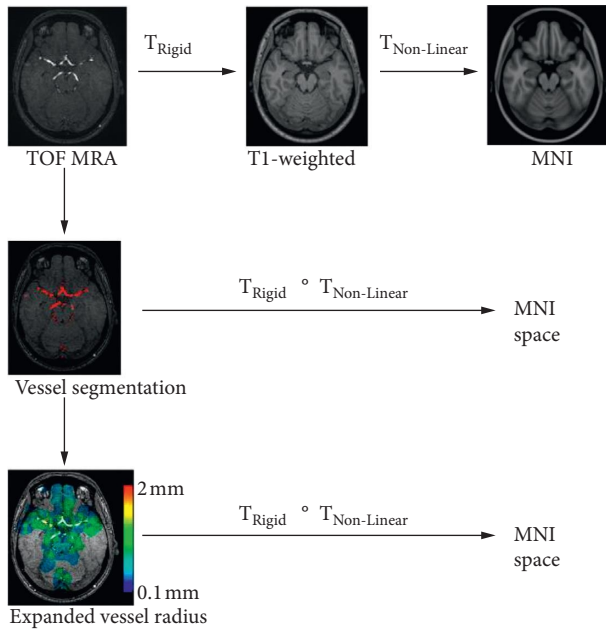 T_Rigid
T_Non-Linear
TOF MRA
T1-weighted
MNI
T_Rigid ° T_Non-Linear
MNI
space
Vessel segmentation
2 mm
T_Rigid ° T_Non-Linear
MNI
space
0.1 mm
Expanded vessel radius